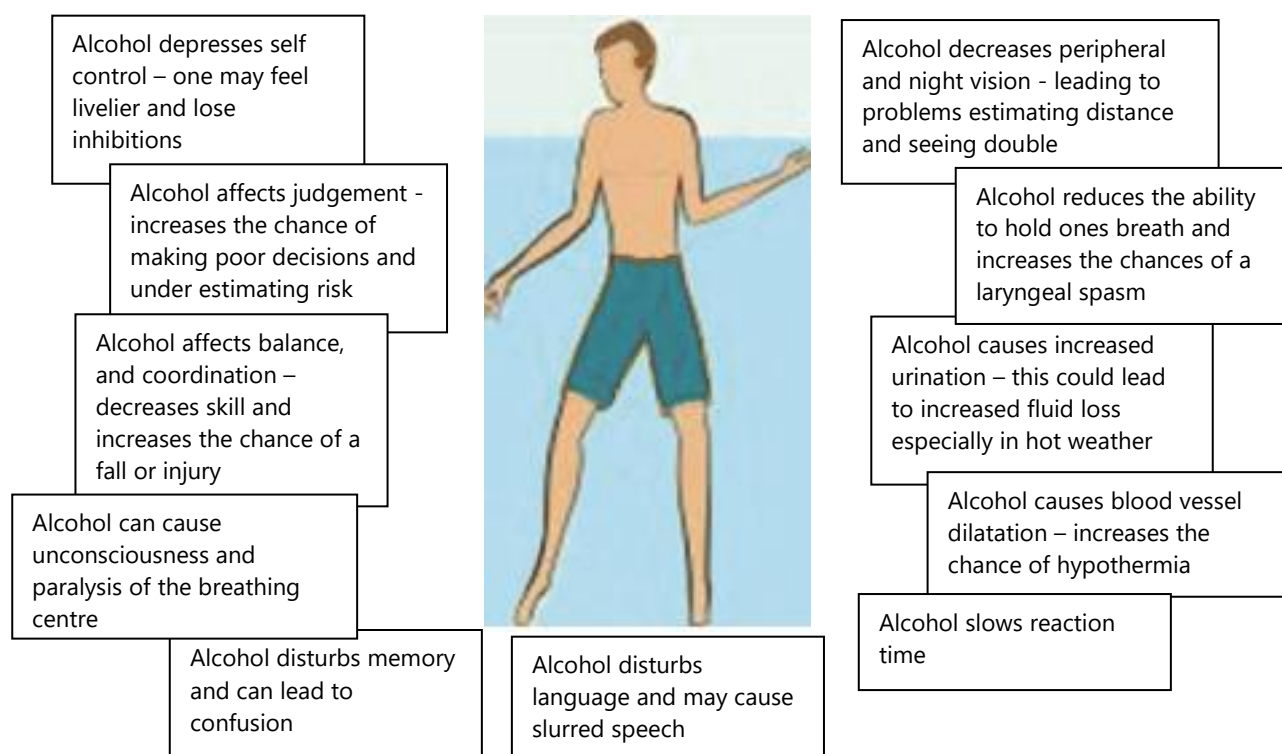 Alcohol depresses self
control – one may feel
livelier and lose
inhibitions
Alcohol affects judgement -
increases the chance of
making poor decisions and
under estimating risk
Alcohol affects balance,
and coordination –
decreases skill and
increases the chance of a
fall or injury
Alcohol can cause
unconsciousness and
paralysis of the breathing
centre
Alcohol disturbs memory
and can lead to
confusion
Alcohol disturbs
language and may cause
slurred speech
Alcohol decreases peripheral
and night vision - leading to
problems estimating distance
and seeing double
Alcohol reduces the ability
to hold ones breath and
increases the chances of a
laryngeal spasm
Alcohol causes increased
urination – this could lead
to increased fluid loss
especially in hot weather
Alcohol causes blood vessel
dilatation – increases the
chance of hypothermia
Alcohol slows reaction
time